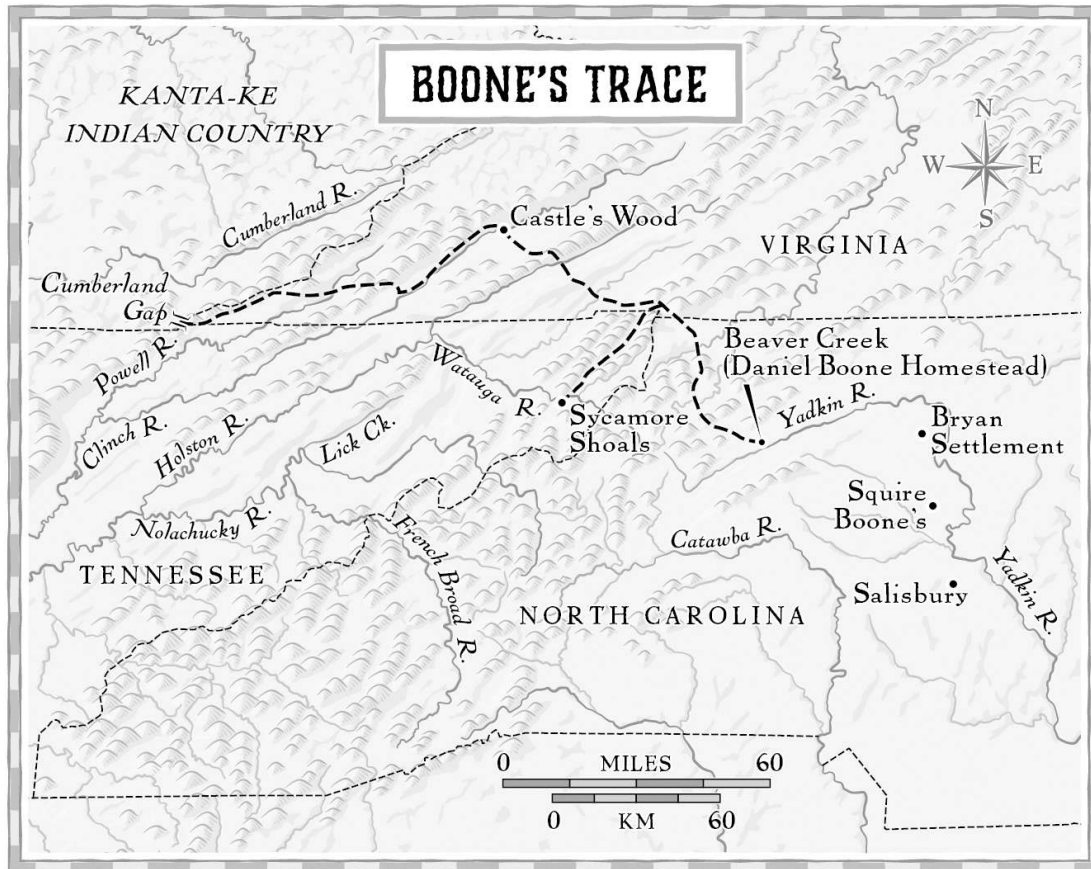 BOONE'S TRACE
KANTA-KE
INDIAN COUNTRY
N
W E
S
Cumberland R.
Castle's Wood
VIRGINIA
Cumberland
Gap
Powell R.
Beaver Creek
(Daniel Boone Homestead)
Watauga R.
Sycamore
Shoals
Yadkin R.
Bryan
Settlement
Clinch R.
Holston R.
Lick Ck.
Squire
Boone's
Nolachucky R.
French Broad R.
Catawba R.
Yadkin R.
TENNESSEE
NORTH CAROLINA
Salisbury
0 MILES 60
0 KM 60